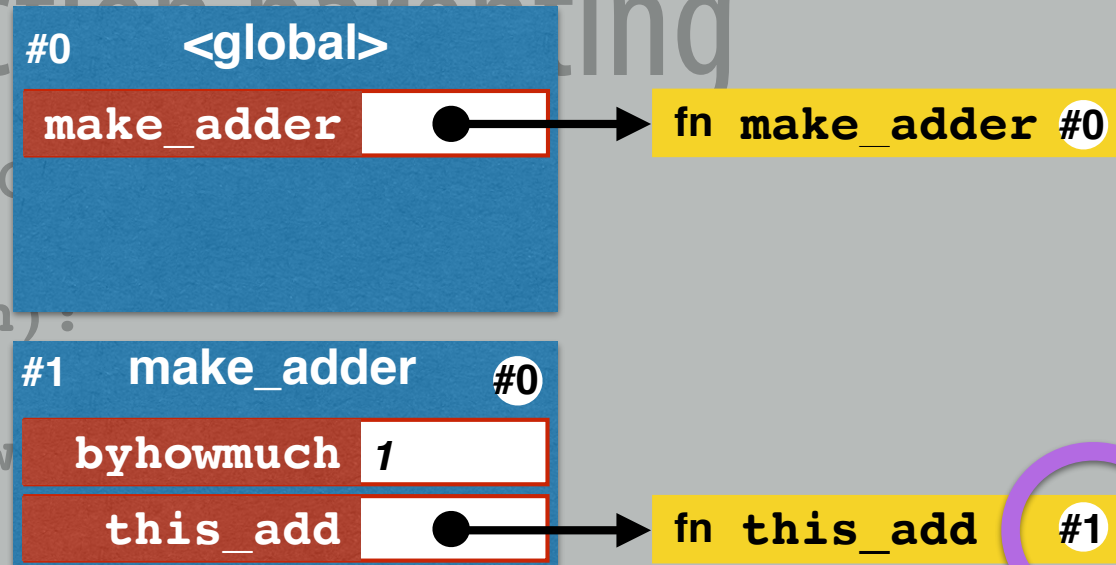 #0 <global>
make_adder
fn make_adder #0
#1 make_adder #0
byhowmuch 1
this_add
fn this_add #1